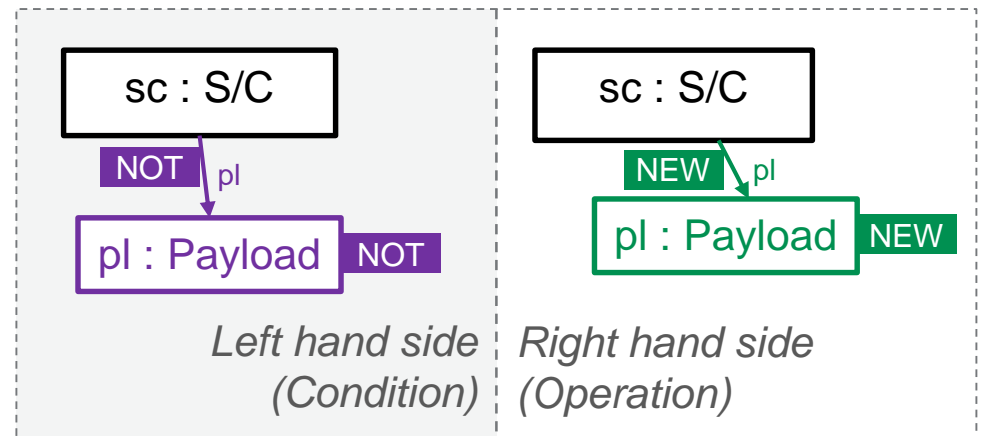 sc : S/C
NOT
pl
pl : Payload
NOT
Left hand side
(Condition)
sc : S/C
NEW
pl
pl : Payload
NEW
Right hand side
(Operation)